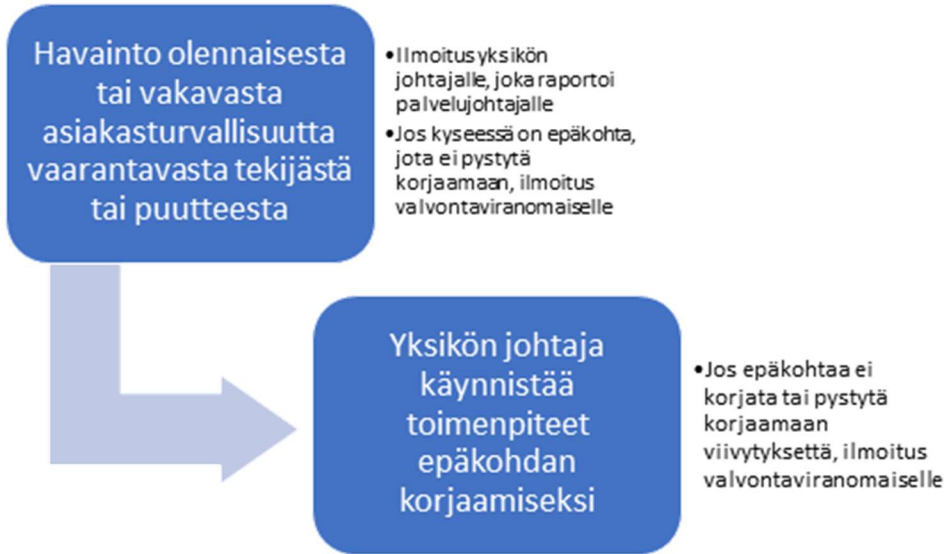 Havainto olennaisesta
tai vakavasta
asiakasturvallisuutta
vaarantavasta tekijästä
tai puutteesta
•Ilmoitus yksikön
johtajalle, joka raportoi
palvelujohtajalle
•Jos kyseessä on epäkohta,
jota ei pystytä
korjaamaan, ilmoitus
valvontaviranomaiselle
Yksikön johtaja
käynnistää
toimenpiteet
epäkohdan
korjaamiseksi
•Jos epäkohtaa ei
korjata tai pystytä
korjaamaan
viivytyksettä, ilmoitus
valvontaviranomaiselle